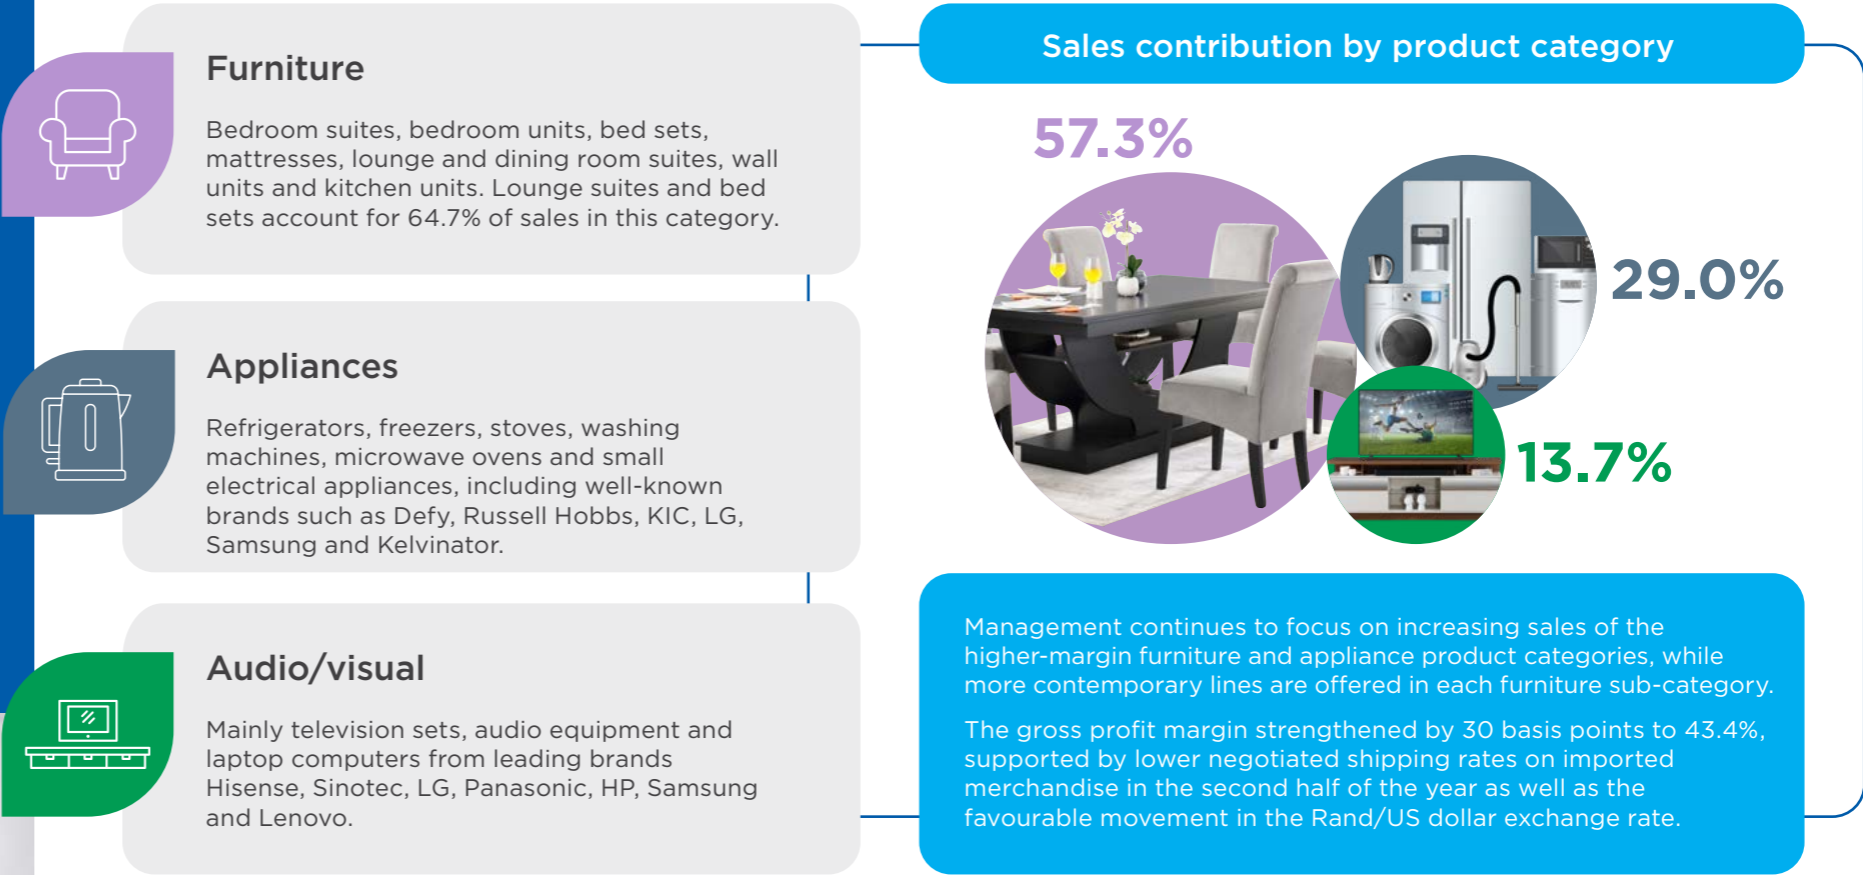 Furniture
Bedroom suites, bedroom units, bed sets,
mattresses, lounge and dining room suites, wall
units and kitchen units. Lounge suites and bed
sets account for 64.7% of sales in this category.
Appliances
Refrigerators, freezers, stoves, washing
machines, microwave ovens and small
electrical appliances, including well-known
brands such as Defy, Russell Hobbs, KIC, LG,
Samsung and Kelvinator.
Audio/visual
Mainly television sets, audio equipment and
laptop computers from leading brands
Hisense, Sinotec, LG, Panasonic, HP, Samsung
and Lenovo.
Sales contribution by product category
57.3%
29.0%
13.7%
Management continues to focus on increasing sales of the
higher-margin furniture and appliance product categories, while
more contemporary lines are offered in each furniture sub-category.
The gross profit margin strengthened by 30 basis points to 43.4%,
supported by lower negotiated shipping rates on imported
merchandise in the second half of the year as well as the
favourable movement in the Rand/US dollar exchange rate.